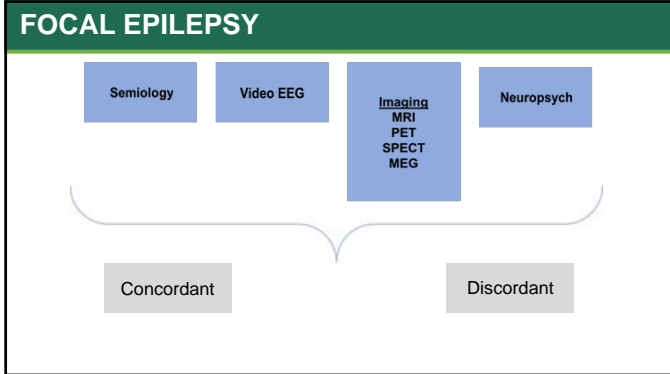 FOCAL EPILEPSY
Semiology
Video EEG
Imaging
MRI
PET
SPECT
MEG
Neuropsych
Concordant
Discordant